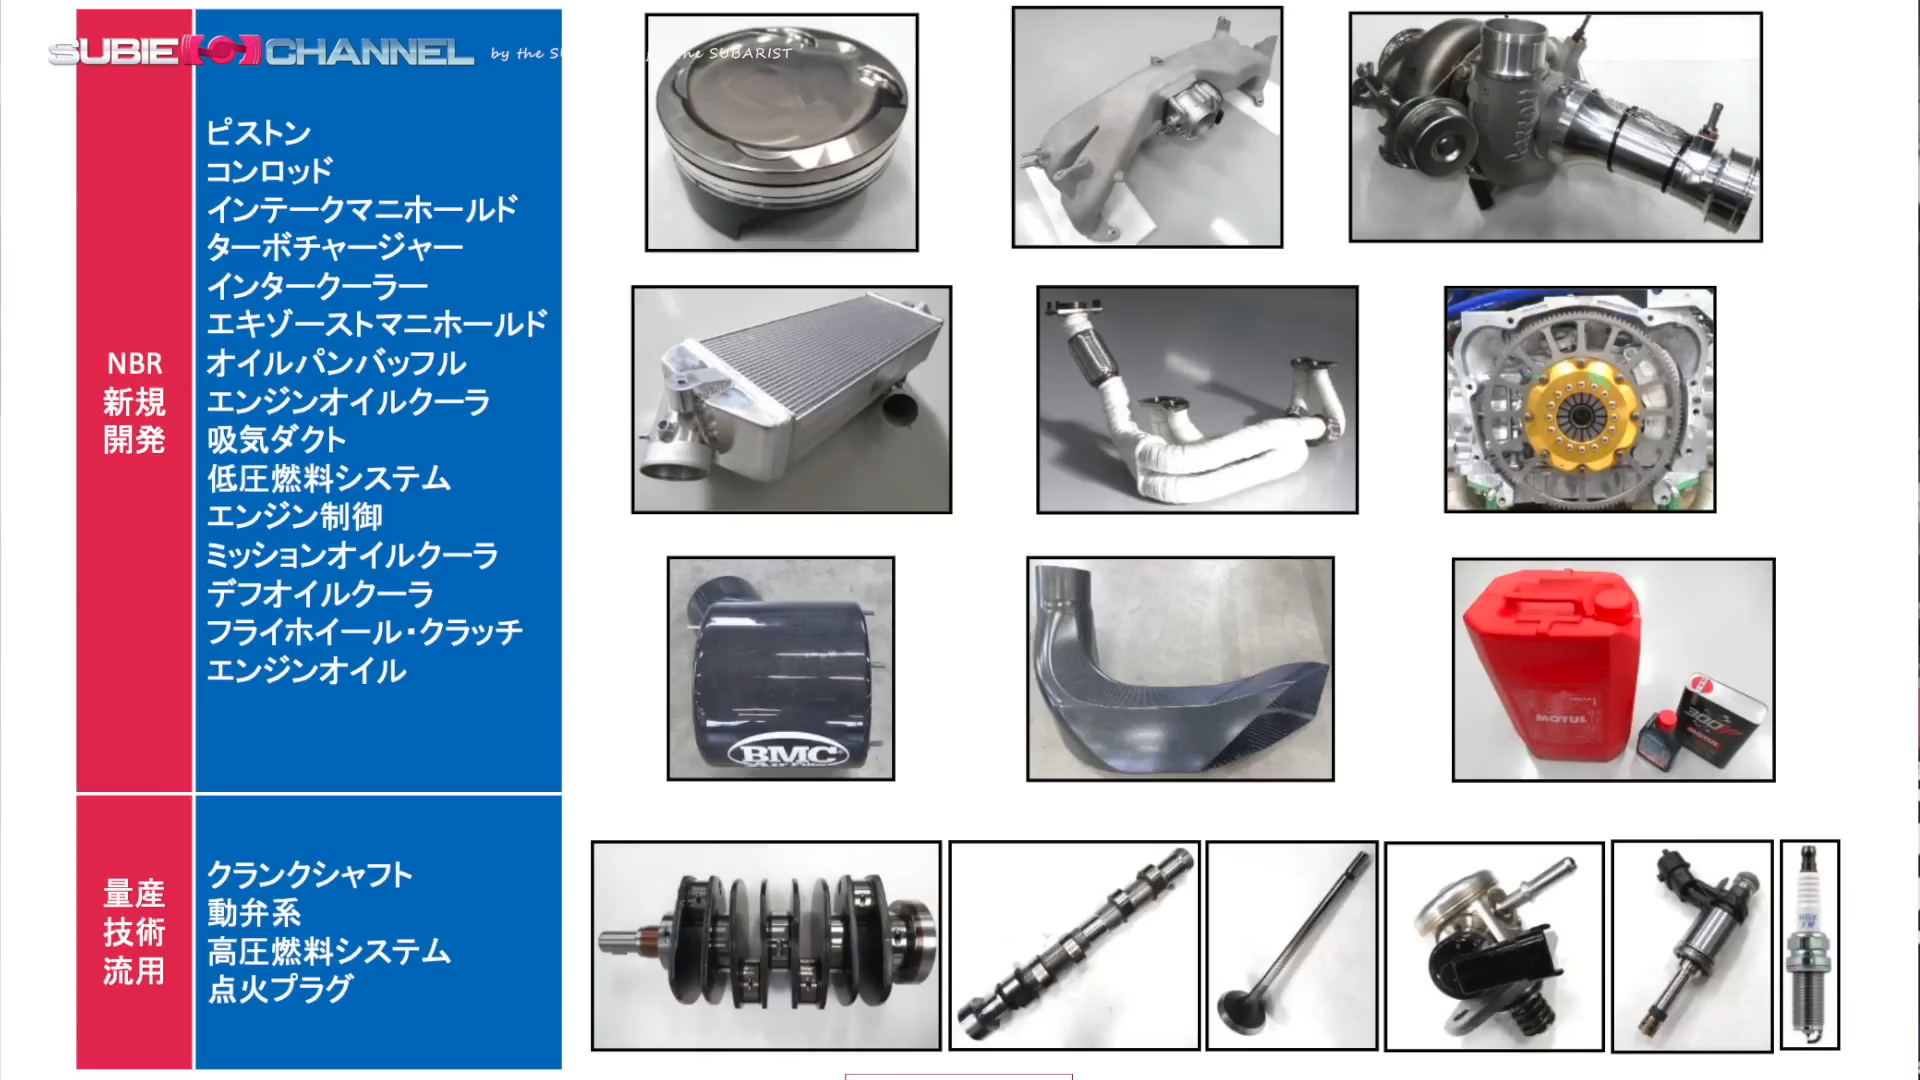 SUBIE CHANNEL by the SU
the SUBARIST
NBR
新規
開発
ピストン
コンロッド
インテークマニホールド
ターボチャージャー
インタークーラー
エキゾーストマニホールド
オイルパンバッフル
エンジンオイルクーラ
吸気ダクト
低圧燃料システム
エンジン制御
ミッションオイルクーラ
デフオイルクーラ
フライホイール・クラッチ
エンジンオイル
BMC
MOTUL
300V
MOTUL
量産
技術
流用
クランクシャフト
動弁系
高圧燃料システム
点火プラグ
NGK